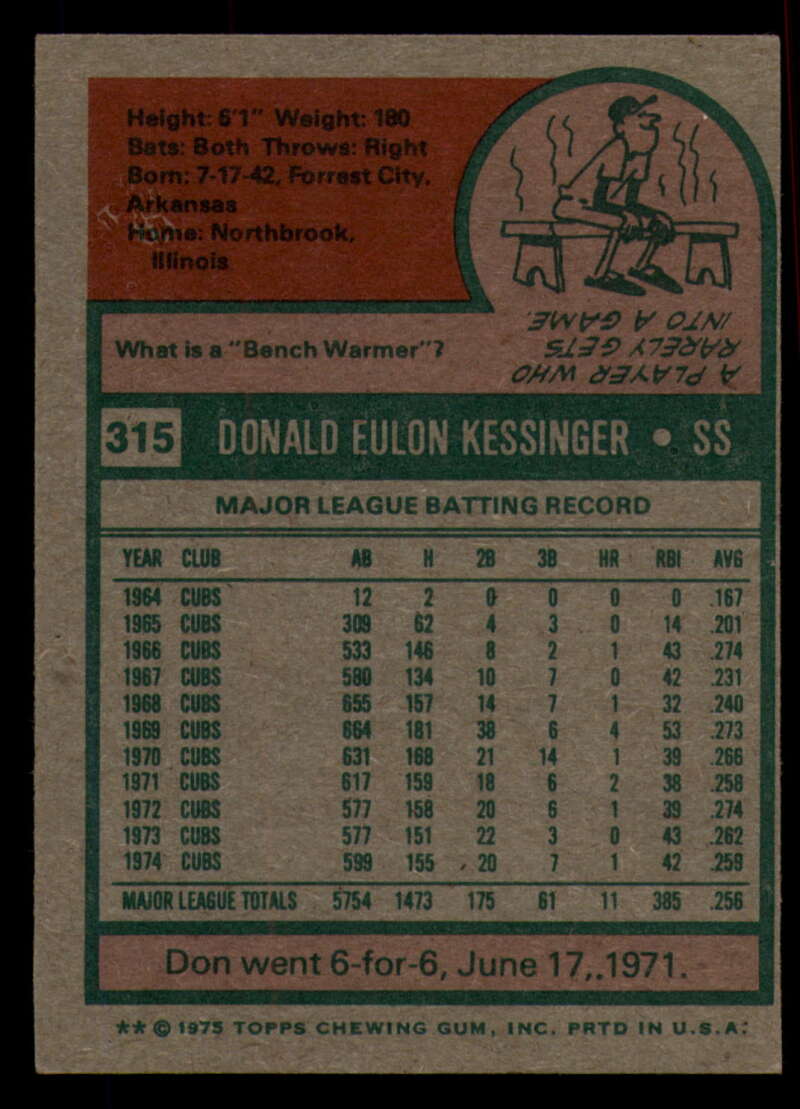 Height: 6'1" Weight: 180
Bats: Both Throws: Right
Born: 7-17-42, Forrest City,
Arkansas
Home: Northbrook,
Illinois
What is a "Bench Warmer"?
A PLAYER WHO
RARELY GETS
INTO A GAME.
315 DONALD EULON KESSINGER • SS
MAJOR LEAGUE BATTING RECORD
YEAR CLUB AB H 2B 3B HR RBI AVG
1964 CUBS 12 2 0 0 0 0 .167
1965 CUBS 309 62 4 3 0 14 .201
1966 CUBS 533 146 8 2 1 43 .274
1967 CUBS 580 134 10 7 0 42 .231
1968 CUBS 655 157 14 7 1 32 .240
1969 CUBS 664 181 38 6 4 53 .273
1970 CUBS 631 168 21 14 1 39 .266
1971 CUBS 617 159 18 6 2 38 .258
1972 CUBS 577 158 20 6 1 39 .274
1973 CUBS 577 151 22 3 0 43 .262
1974 CUBS 599 155 20 7 1 42 .259
MAJOR LEAGUE TOTALS 5754 1473 175 61 11 385 .256
Don went 6-for-6, June 17,.1971.
** © 1975 TOPPS CHEWING GUM, INC. PRTD IN U.S.A.